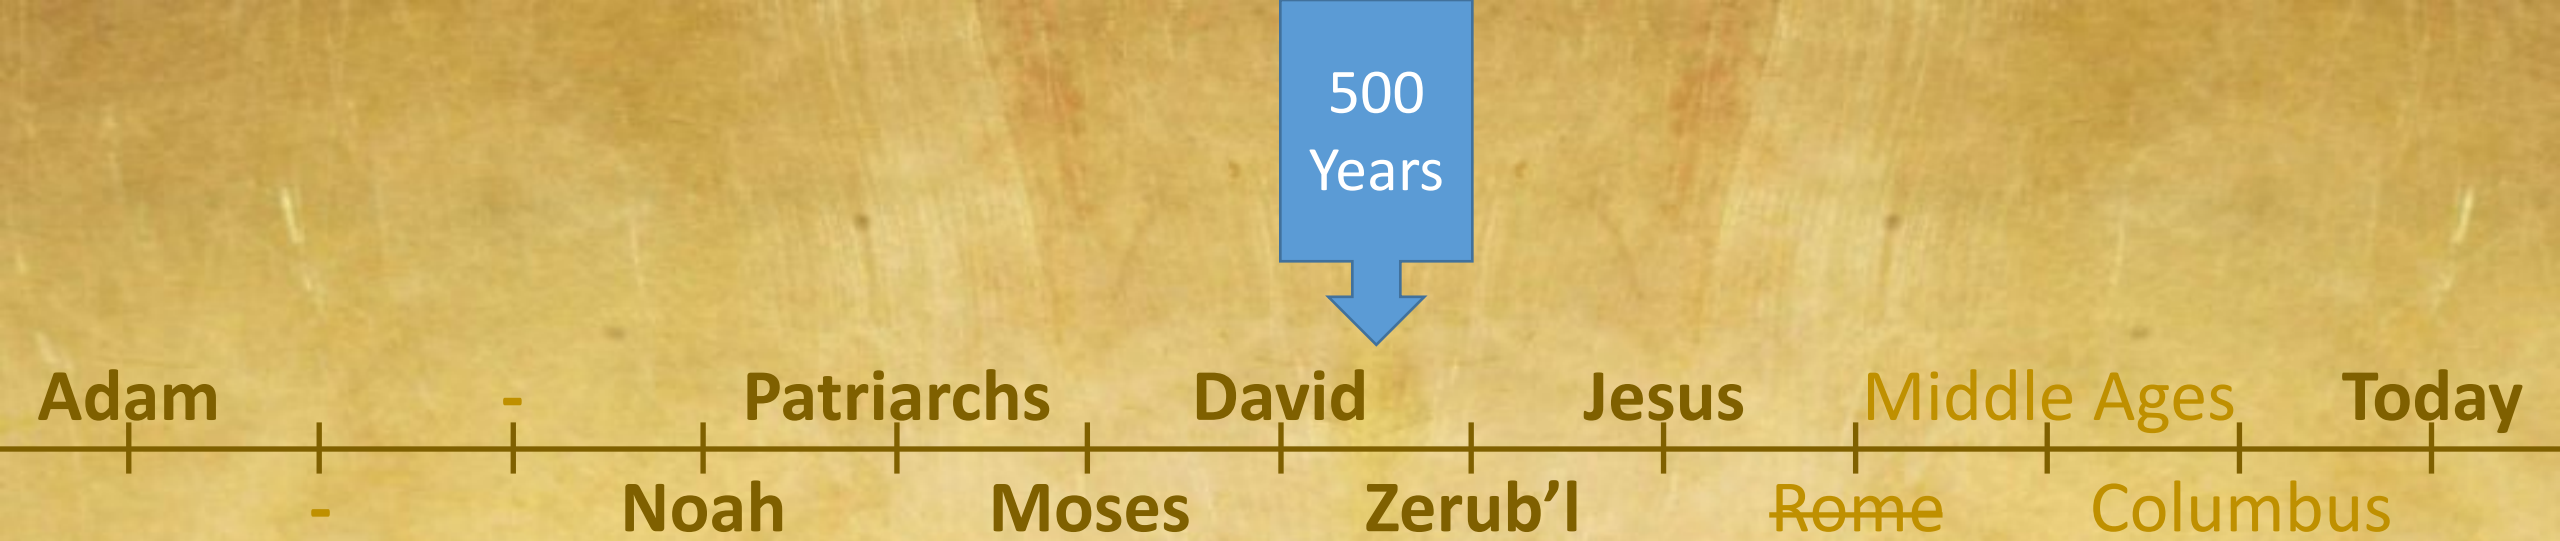 500
Years
Adam - Patriarchs David Jesus Middle Ages Today
- Noah Moses Zerub’l Rome Columbus